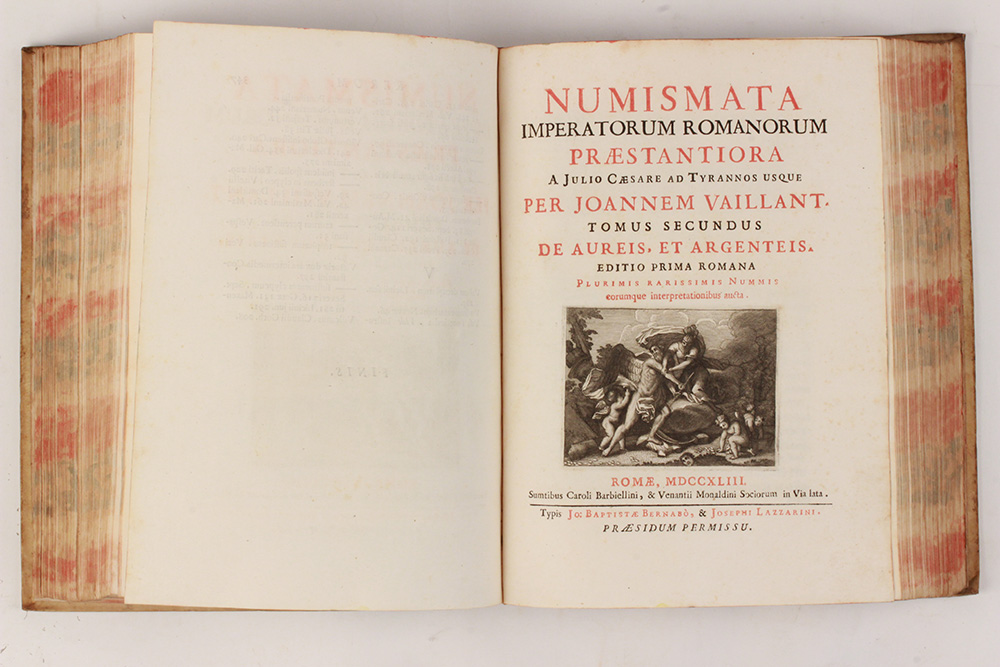 FINIS.
NUMISMATA
IMPERATORUM ROMANORUM
PRÆSTANTIORA
A JULIO CÆSARE AD TYRANNOS USQUE
PER JOANNEM VAILLANT.
TOMUS SECUNDUS
DE AUREIS, ET ARGENTEIS.
EDITIO PRIMA ROMANA
PLURIMIS RARISSIMIS NUMMIS
eorumque interpretationibus aucta.
ROMÆ, MDCCXLIII.
Sumtibus Caroli Barbiellini, & Venantii Monaldini Sociorum in Via lata.
Typis Jo: BAPTISTÆ BERNABÒ, & JOSEPHI LAZZARINI.
PRÆSIDUM PERMISSU.